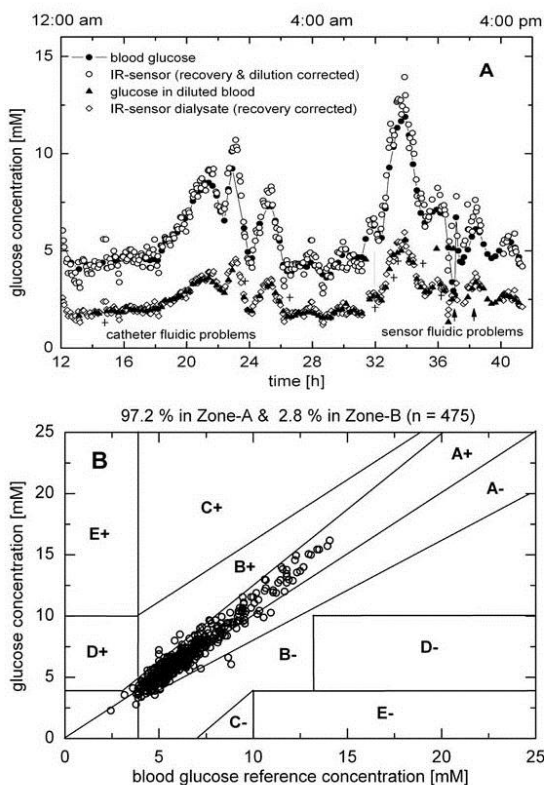 12:00 am 4:00 am 4:00 pm
16
A
blood glucose
IR-sensor (recovery & dilution corrected)
glucose in diluted blood
IR-sensor dialysate (recovery corrected)
10
5
0
glucose concentration [mM]
catheter fluidic problems sensor fluidic problems
12 16 20 24 28 32 36 40
time [h]
97.2 % in Zone-A & 2.8 % in Zone-B (n = 475)
25
20
15
10
5
0
glucose concentration [mM]
B
A+
A-
C+
E+
B+
D+
B-
D-
C-
E-
0 5 10 15 20 25
blood glucose reference concentration [mM]